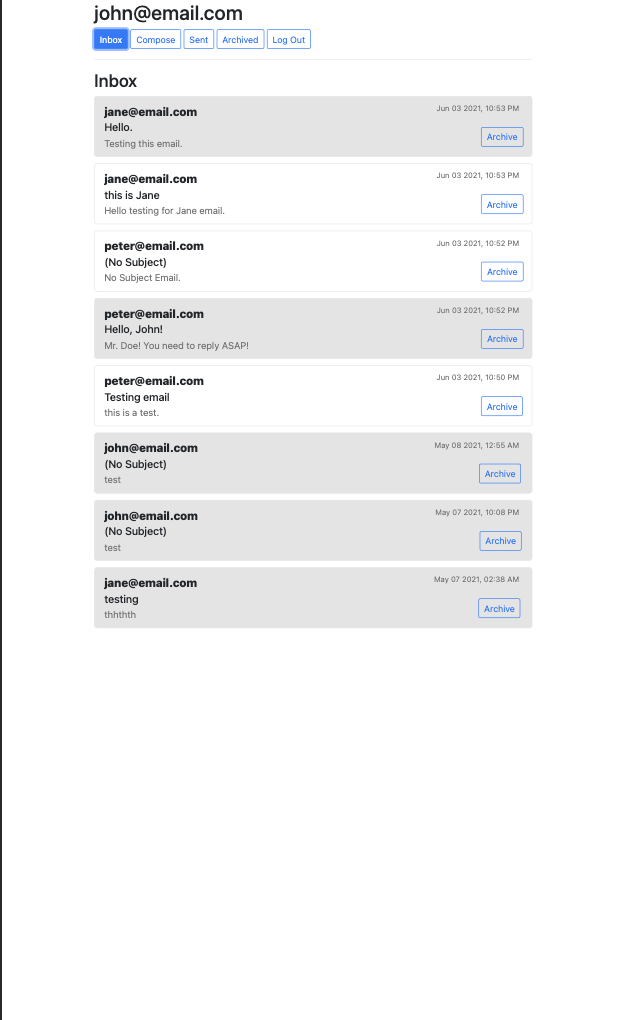 john@email.com
Inbox Compose Sent Archived Log Out
Inbox
jane@email.com Jun 03 2021, 10:53 PM
Hello.
Archive
Testing this email.
jane@email.com Jun 03 2021, 10:53 PM
this is Jane
Archive
Hello testing for Jane email.
peter@email.com Jun 03 2021, 10:52 PM
(No Subject)
Archive
No Subject Email.
peter@email.com Jun 03 2021, 10:52 PM
Hello, John!
Archive
Mr. Doe! You need to reply ASAP!
peter@email.com Jun 03 2021, 10:50 PM
Testing email
Archive
this is a test.
john@email.com May 08 2021, 12:55 AM
(No Subject)
Archive
test
john@email.com May 07 2021, 10:08 PM
(No Subject)
Archive
test
jane@email.com May 07 2021, 02:38 AM
testing
Archive
thhthth